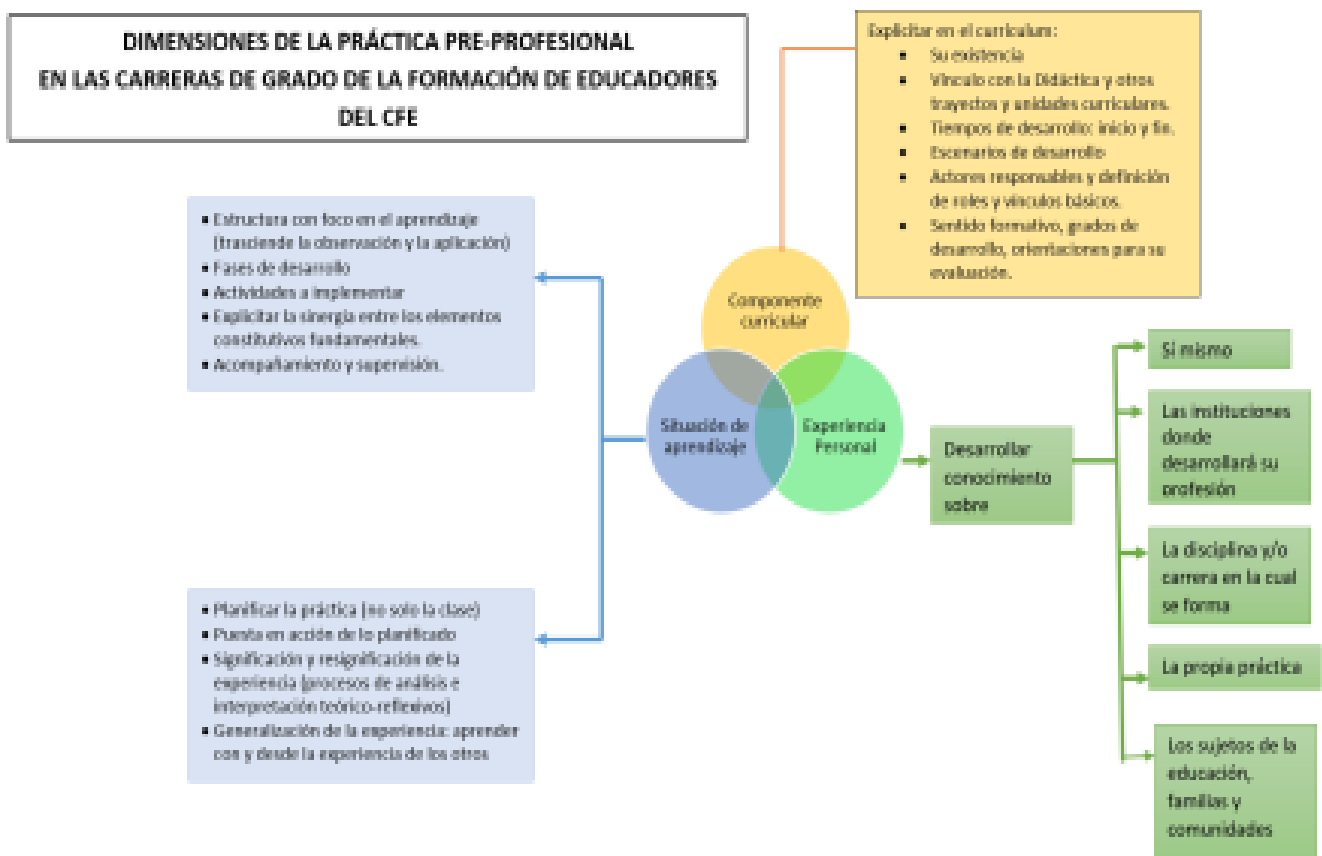 DIMENSIONES DE LA PRÁCTICA PRE-PROFESIONAL
EN LAS CARRERAS DE GRADO DE LA FORMACIÓN DE EDUCADORES
DEL CFE
Explicitar en el curriculum:
• Su existencia
• Vínculo con la Didáctica y otros
trayectos y unidades curriculares.
• Tiempos de desarrollo: inicio y fin.
• Escenarios de desarrollo
• Actores responsables y definición
de roles y vínculos básicos.
• Sentido formativo, grados de
desarrollo, orientaciones para su
evaluación.
• Estructura con foco en el aprendizaje
(trasciende la observación y la aplicación)
• Fases de desarrollo
• Actividades a implementar
• Explicitar la sinergia entre los elementos
constitutivos fundamentales.
• Acompañamiento y supervisión.
Componente
curricular
Situación de
aprendizaje
Experiencia
Personal
Desarrollar
conocimiento
sobre
Sí mismo
Las instituciones
donde
desarrollará su
profesión
La disciplina y/o
carrera en la cual
se forma
La propia práctica
Los sujetos de la
educación,
familias y
comunidades
• Planificar la práctica (no solo la clase)
• Puesta en acción de lo planificado
• Significación y resignificación de la
experiencia (procesos de análisis e
interpretación teórico-reflexivos)
• Generalización de la experiencia: aprender
con y desde la experiencia de los otros